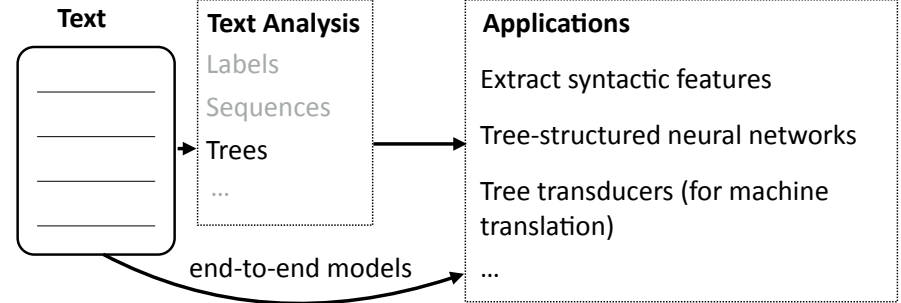 Text
Text Analysis
Labels
Sequences
Trees
...
end-to-end models
Applications
Extract syntactic features
Tree-structured neural networks
Tree transducers (for machine
translation)
...